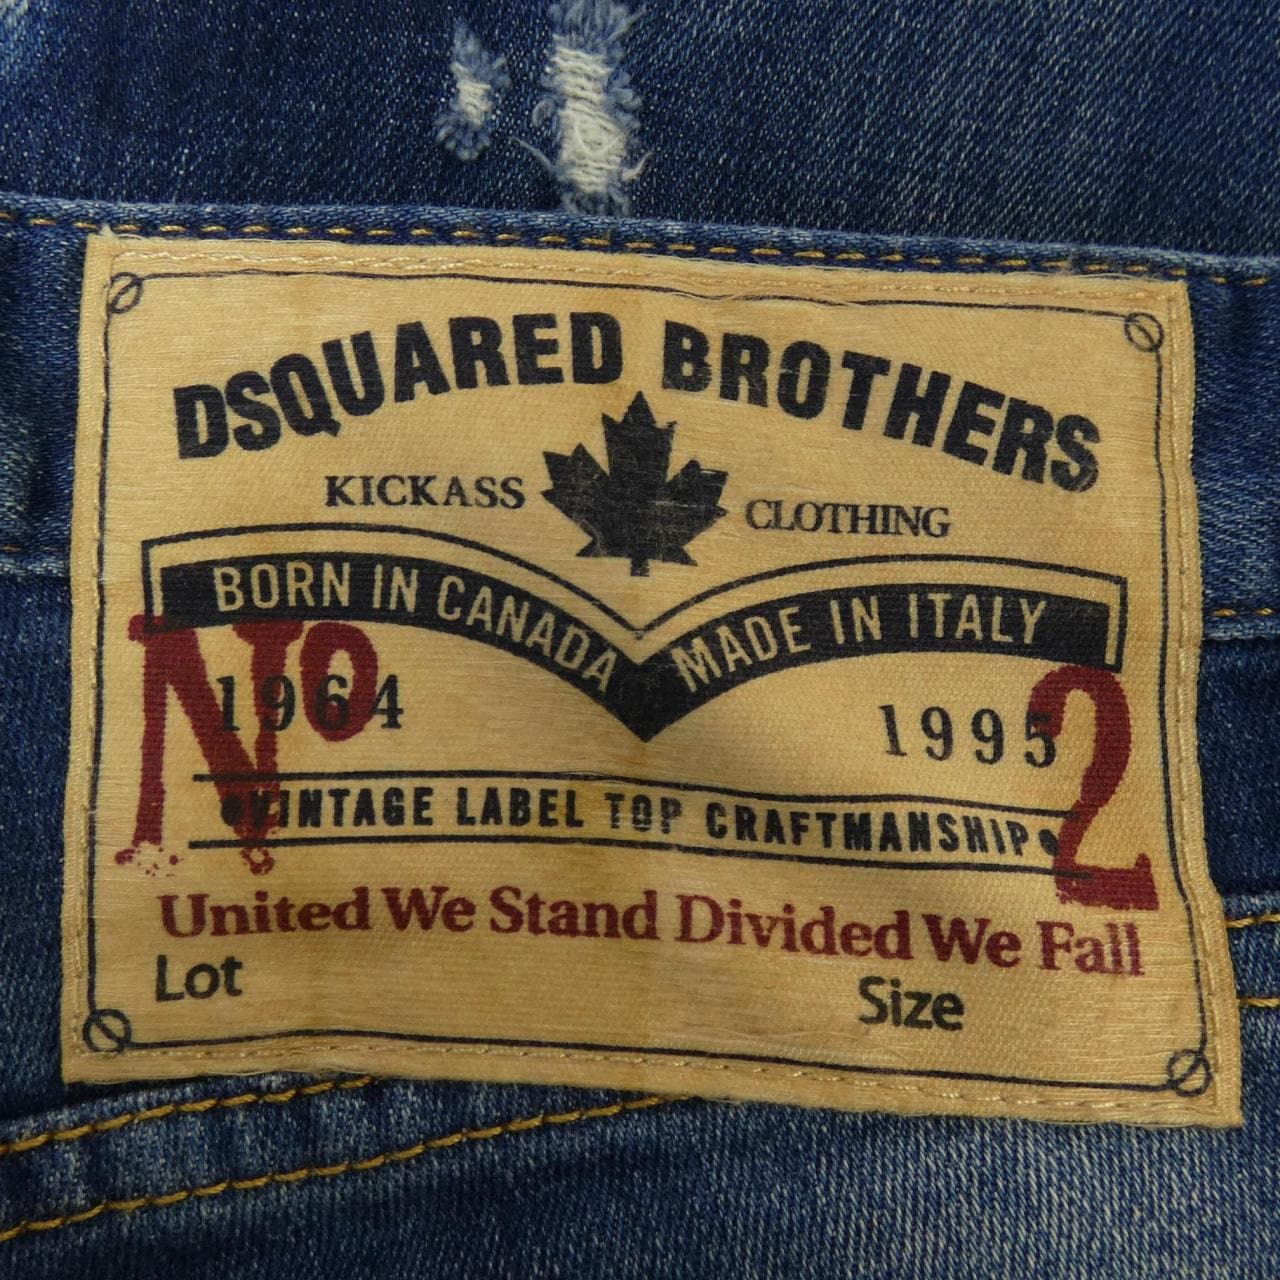 DSQUARED BROTHERS
KICKASS CLOTHING
BORN IN CANADA MADE IN ITALY
No 2
1964 1995
•VINTAGE LABEL TOP CRAFTMANSHIP•
United We Stand Divided We Fall
Lot Size